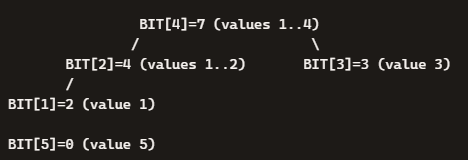 BIT[4]=7 (values 1..4)
/ \
BIT[2]=4 (values 1..2) BIT[3]=3 (value 3)
/
BIT[1]=2 (value 1)
BIT[5]=0 (value 5)